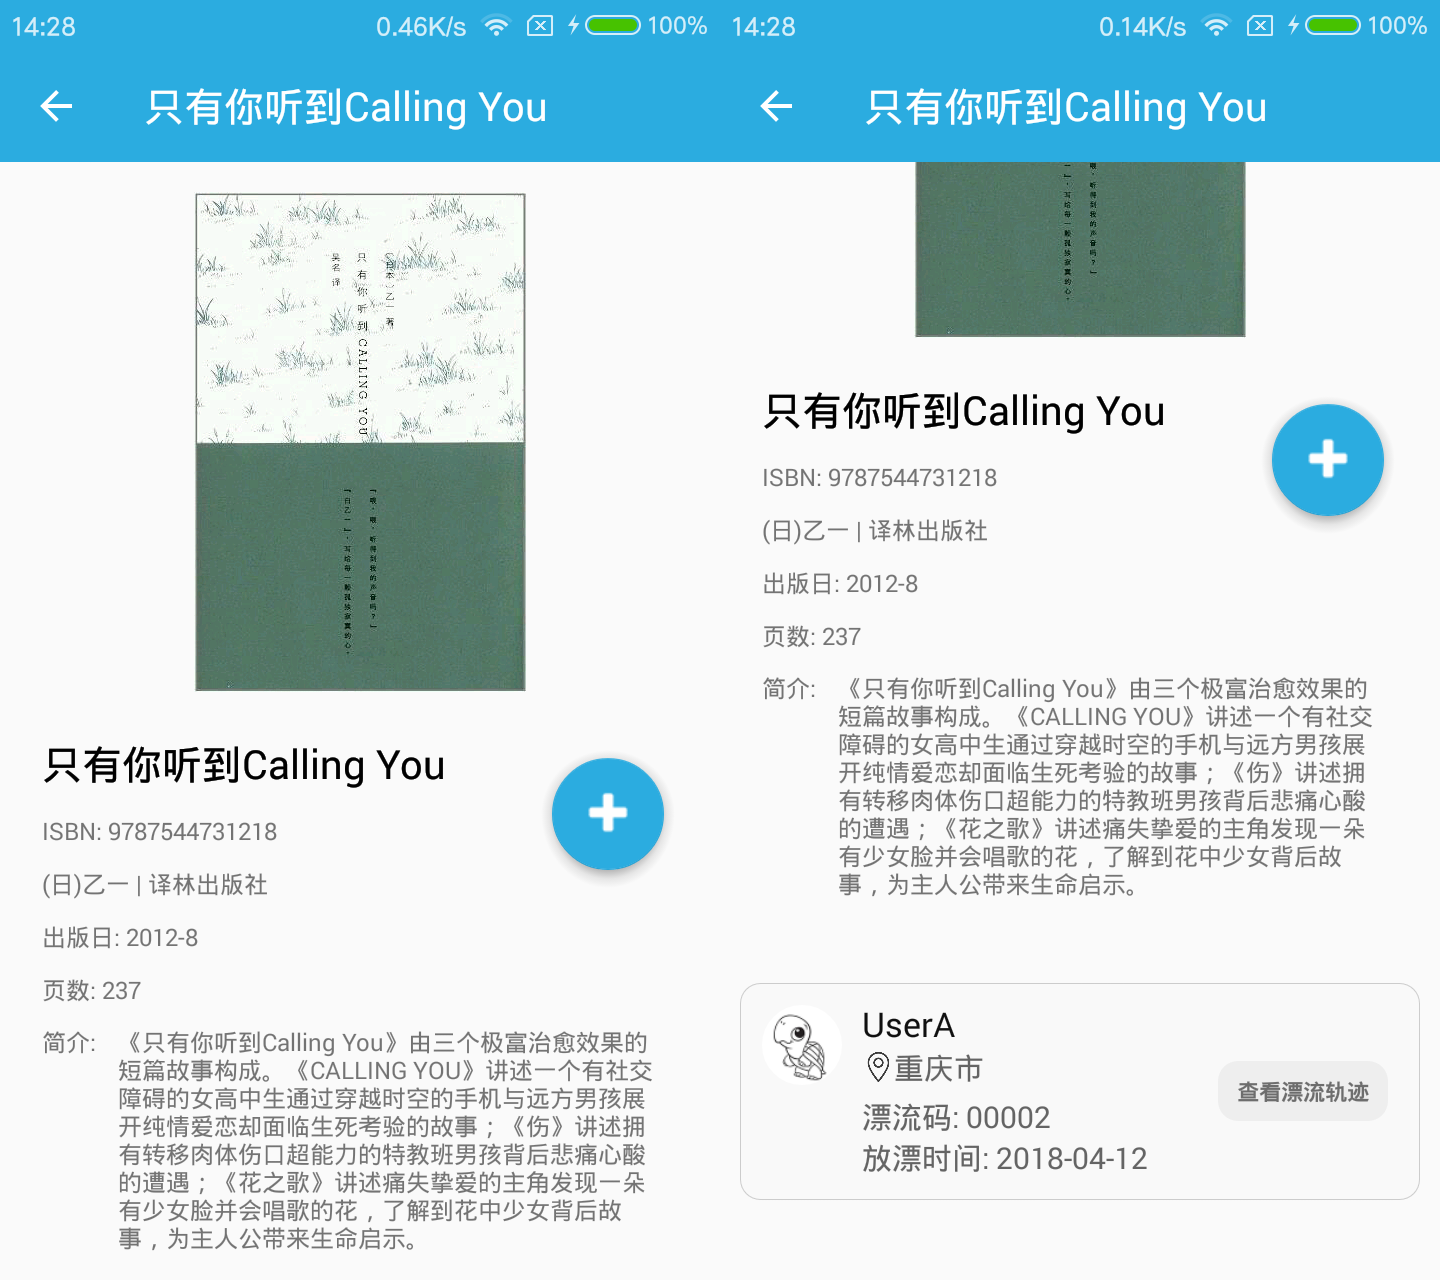 14:28
0.46K/s
100%
只有你听到Calling You
(日本)乙一 著
只有你听到 CALLING YOU
吴名 译
「喂,喂,听得到我的声音吗?」
「白乙一」,写给每一颗孤独寂寞的心。
只有你听到Calling You
ISBN: 9787544731218
(日)乙一 | 译林出版社
出版日: 2012-8
页数: 237
简介: 《只有你听到Calling You》由三个极富治愈效果的
短篇故事构成。《CALLING YOU》讲述一个有社交
障碍的女高中生通过穿越时空的手机与远方男孩展
开纯情爱恋却面临生死考验的故事；《伤》讲述拥
有转移肉体伤口超能力的特教班男孩背后悲痛心酸
的遭遇；《花之歌》讲述痛失挚爱的主角发现一朵
有少女脸并会唱歌的花，了解到花中少女背后故
事，为主人公带来生命启示。
14:28
0.14K/s
100%
只有你听到Calling You
喂,听得到我的声音吗?」
一」,写给每一颗孤独寂寞的心。
只有你听到Calling You
ISBN: 9787544731218
(日)乙一 | 译林出版社
出版日: 2012-8
页数: 237
简介: 《只有你听到Calling You》由三个极富治愈效果的
短篇故事构成。《CALLING YOU》讲述一个有社交
障碍的女高中生通过穿越时空的手机与远方男孩展
开纯情爱恋却面临生死考验的故事；《伤》讲述拥
有转移肉体伤口超能力的特教班男孩背后悲痛心酸
的遭遇；《花之歌》讲述痛失挚爱的主角发现一朵
有少女脸并会唱歌的花，了解到花中少女背后故
事，为主人公带来生命启示。
UserA
重庆市
漂流码: 00002
放漂时间: 2018-04-12
查看漂流轨迹